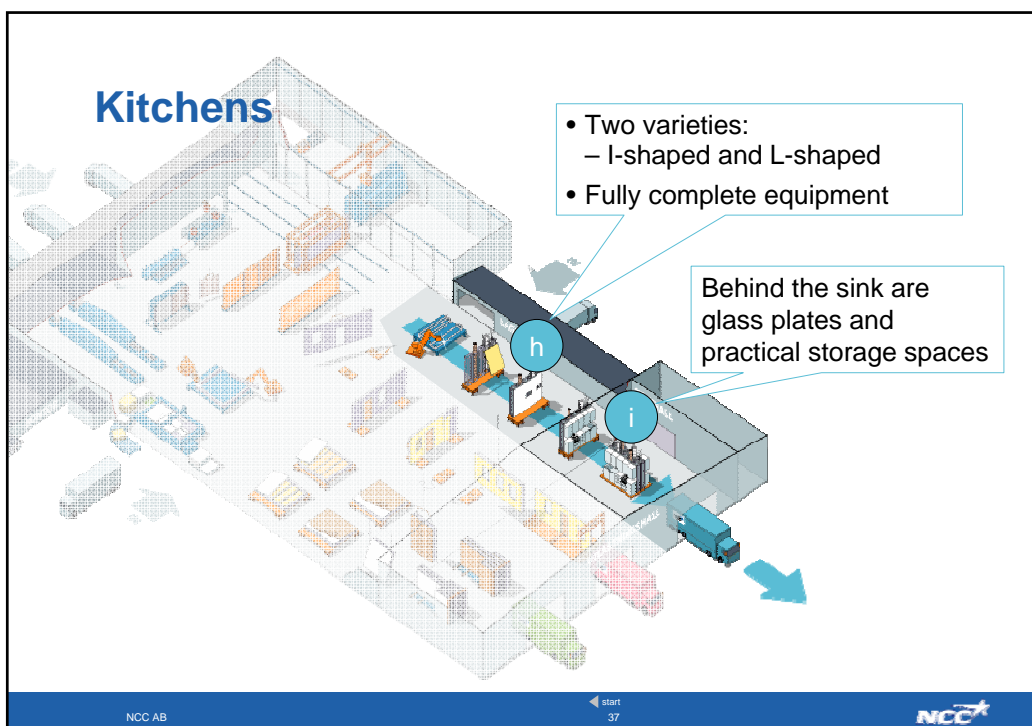 Kitchens
• Two varieties:
– I-shaped and L-shaped
• Fully complete equipment
Behind the sink are
glass plates and
practical storage spaces
h
i
start
NCC AB
37
NCC